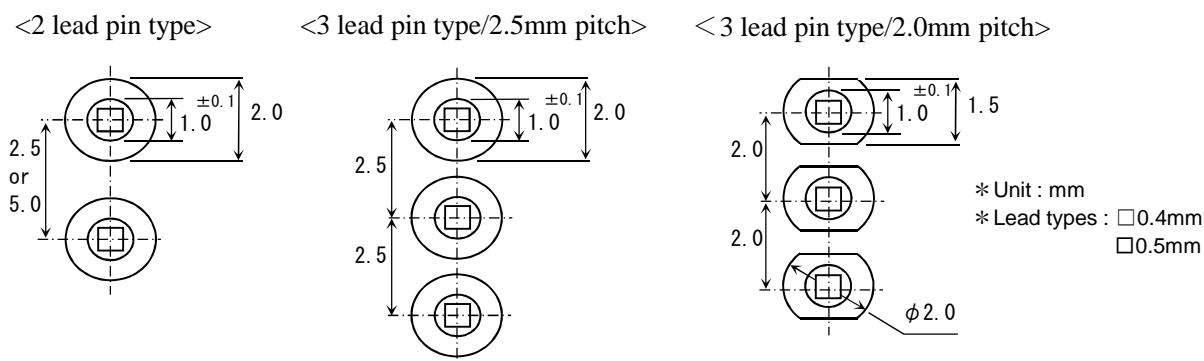 <2 lead pin type>
2.5
or
5.0
±0.1
1.0
2.0
<3 lead pin type/2.5mm pitch>
2.5
2.5
±0.1
1.0
2.0
＜3 lead pin type/2.0mm pitch>
2.0
2.0
±0.1
1.0
1.5
φ2.0
＊Unit : mm
＊Lead types : □0.4mm
□0.5mm